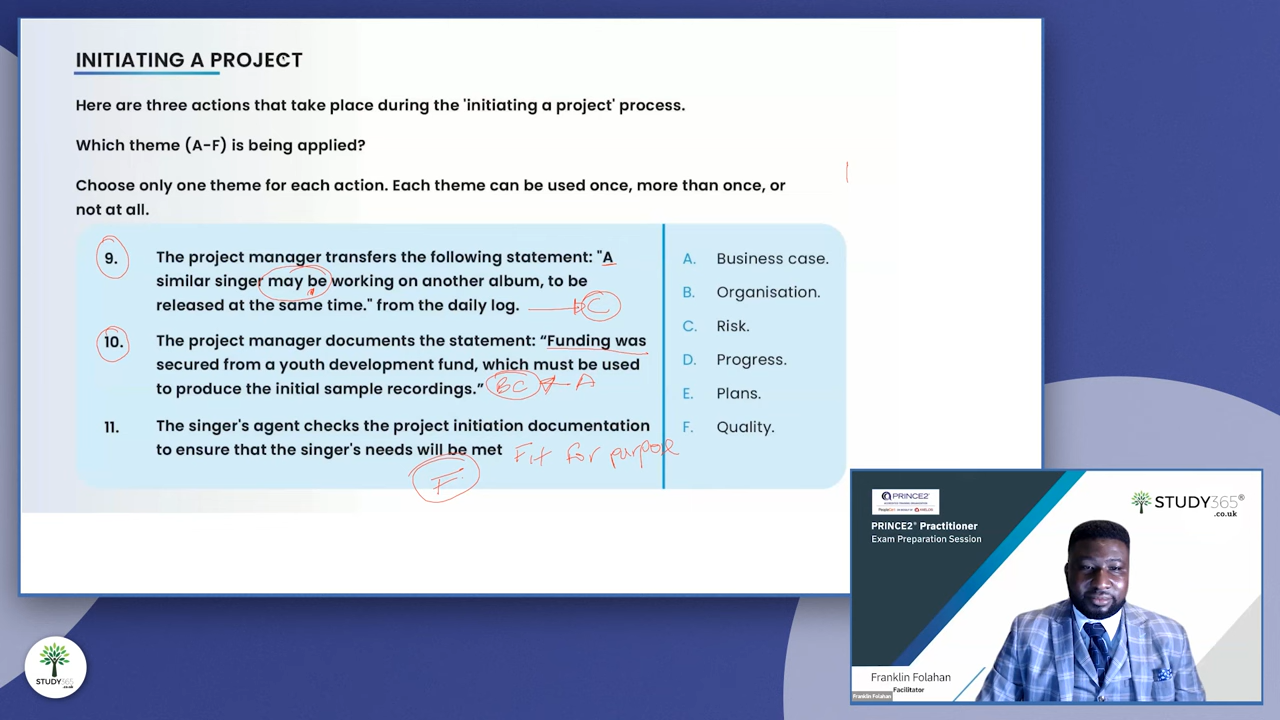 INITIATING A PROJECT
Here are three actions that take place during the 'initiating a project' process.
Which theme (A-F) is being applied?
Choose only one theme for each action. Each theme can be used once, more than once, or
not at all.
9. The project manager transfers the following statement: "A
similar singer may be working on another album, to be
released at the same time." from the daily log. C
10. The project manager documents the statement: “Funding was
secured from a youth development fund, which must be used
to produce the initial sample recordings.” BC A
11. The singer's agent checks the project initiation documentation
to ensure that the singer's needs will be met Fit for purpose
F
A. Business case.
B. Organisation.
C. Risk.
D. Progress.
E. Plans.
F. Quality.
PRINCE2®
STUDY365®
.co.uk
PRINCE2® Practitioner
Exam Preparation Session
Franklin Folahan
Facilitator
Franklin Folahan
STUDY365
.co.uk